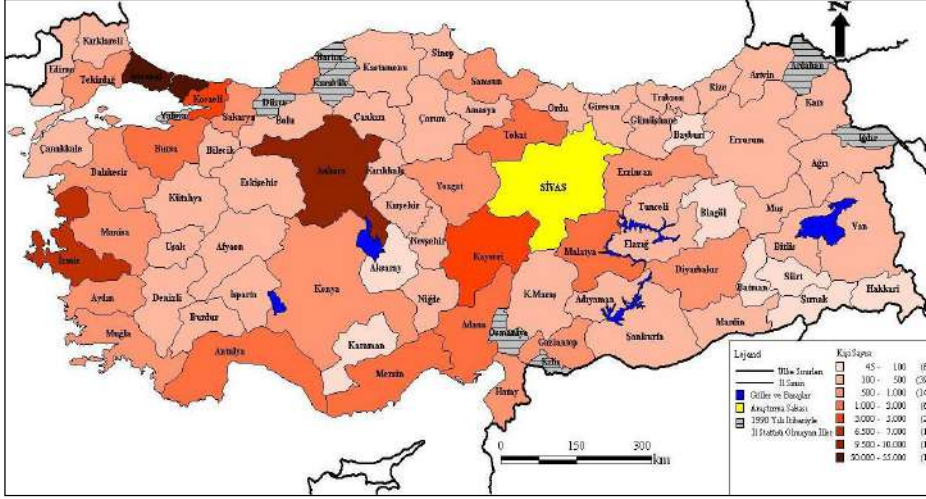 Kırklareli
Edirne
Tekirdağ
Kocaeli
Sakarya
Düzce
Bolu
Bartın
Karabük
Kastamonu
Sinop
Çankırı
Çorum
Samsun
Amasya
Tokat
Ordu
Giresun
Trabzon
Gümüşhane
Bayburt
Rize
Artvin
Ardahan
Kars
Iğdır
Erzurum
Ağrı
Çanakkale
Balıkesir
Bursa
Bilecik
Eskişehir
Kütahya
Ankara
Kırıkkale
Kırşehir
Yozgat
SİVAS
Erzincan
Tunceli
Bingöl
Muş
Van
Bitlis
Manisa
İzmir
Uşak
Afyon
Konya
Aksaray
Nevşehir
Kayseri
Malatya
Elazığ
Diyarbakır
Batman
Siirt
Şırnak
Hakkari
Aydın
Denizli
Isparta
Burdur
Niğde
K.Maraş
Adıyaman
Şanlıurfa
Mardin
Muğla
Antalya
Karaman
Mersin
Adana
Osmaniye
Gaziantep
Kilis
Hatay
0 150 300
km
Lejand
Ülke Sınırları
İl Sınırı
Göller ve Barajlar
Araştırma Sahası
1990 Yılı İtibariyle
İl Statüsü Olmayan İller
Kişi Sayısı
45 - 100
100 - 500
500 - 1.000
1.000 - 3.000
3.000 - 5.000
6.500 - 7.000
9.500 - 10.000
50.000 - 55.000